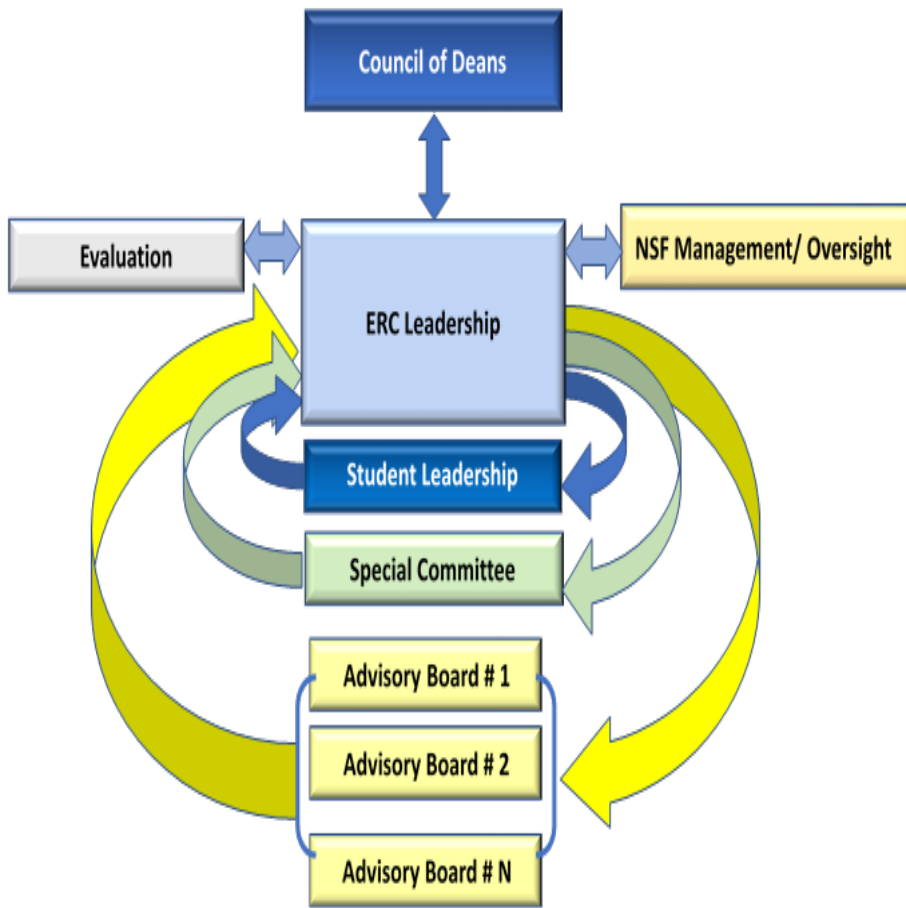 Council of Deans
Evaluation
NSF Management/ Oversight
ERC Leadership
Student Leadership
Special Committee
Advisory Board # 1
Advisory Board # 2
Advisory Board # N